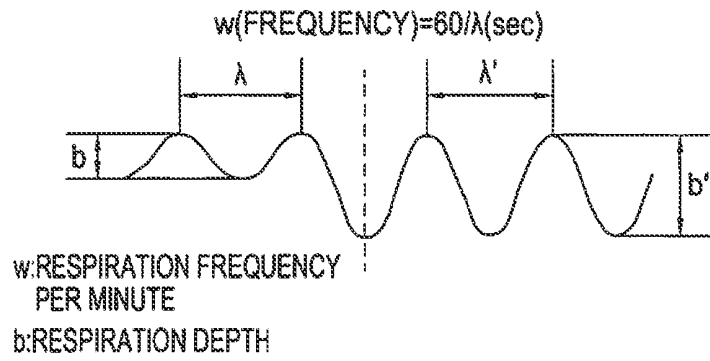 w(FREQUENCY)=60/λ(sec)
λ
λ'
b
b'
w:RESPIRATION FREQUENCY
PER MINUTE
b:RESPIRATION DEPTH